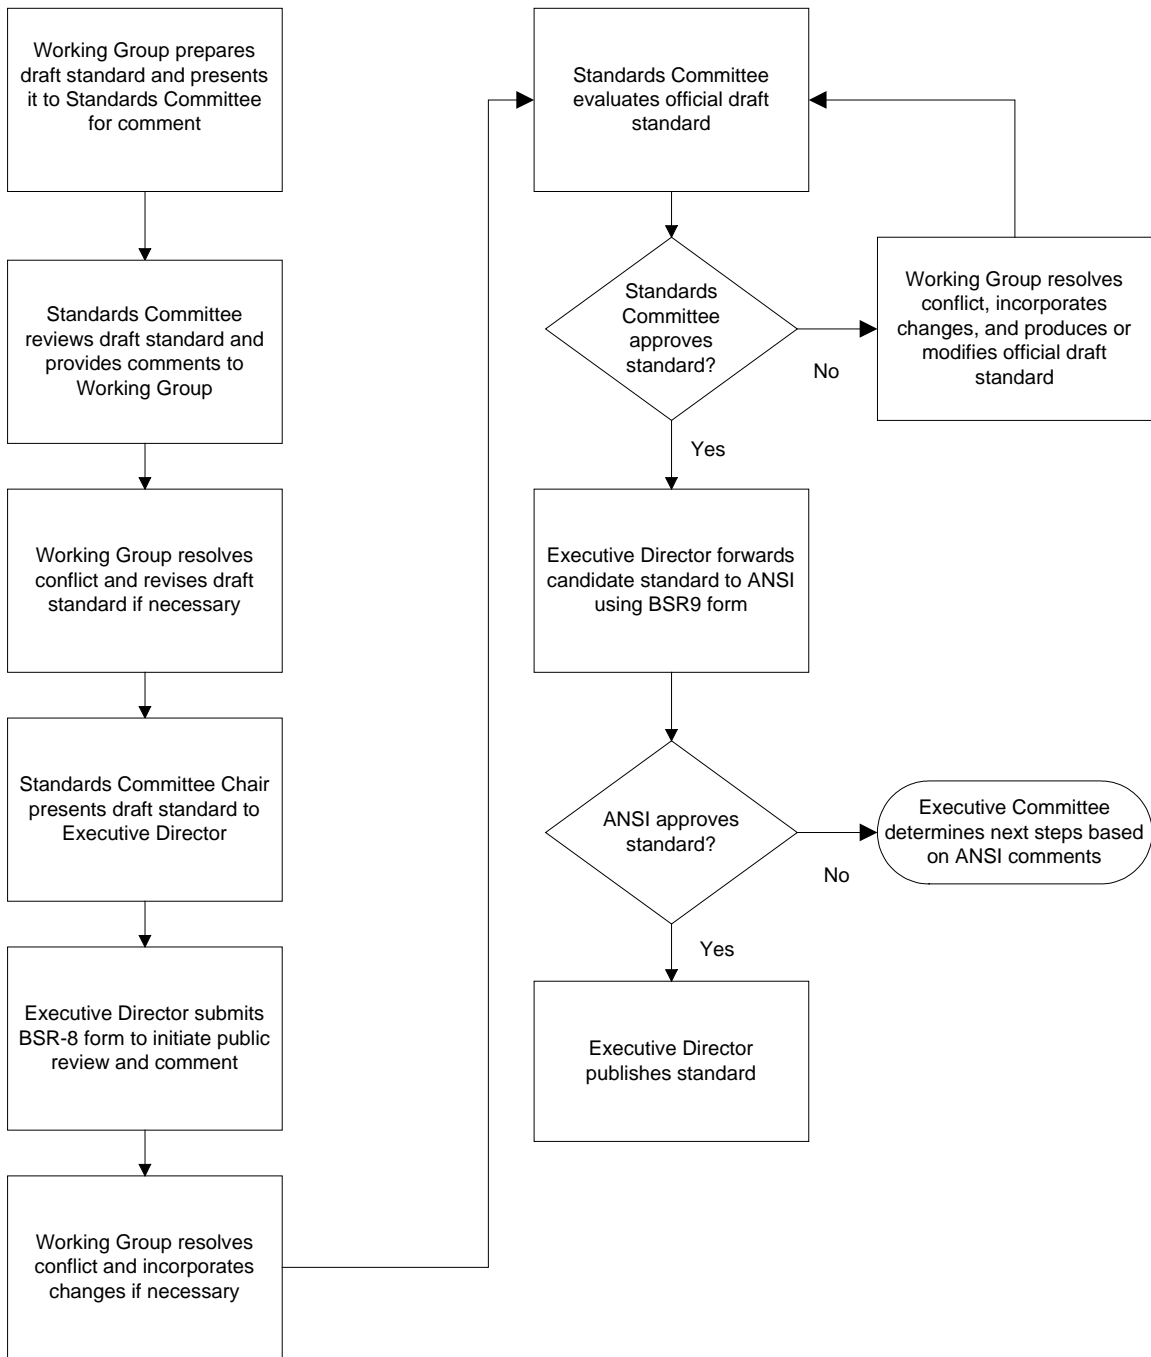 Working Group prepares
draft standard and presents
it to Standards Committee
for comment
Standards Committee
reviews draft standard and
provides comments to
Working Group
Working Group resolves
conflict and revises draft
standard if necessary
Standards Committee Chair
presents draft standard to
Executive Director
Executive Director submits
BSR-8 form to initiate public
review and comment
Working Group resolves
conflict and incorporates
changes if necessary
Standards Committee
evaluates official draft
standard
Standards
Committee
approves
standard?
No
Working Group resolves
conflict, incorporates
changes, and produces or
modifies official draft
standard
Yes
Executive Director forwards
candidate standard to ANSI
using BSR9 form
ANSI approves
standard?
No
Executive Committee
determines next steps based
on ANSI comments
Yes
Executive Director
publishes standard